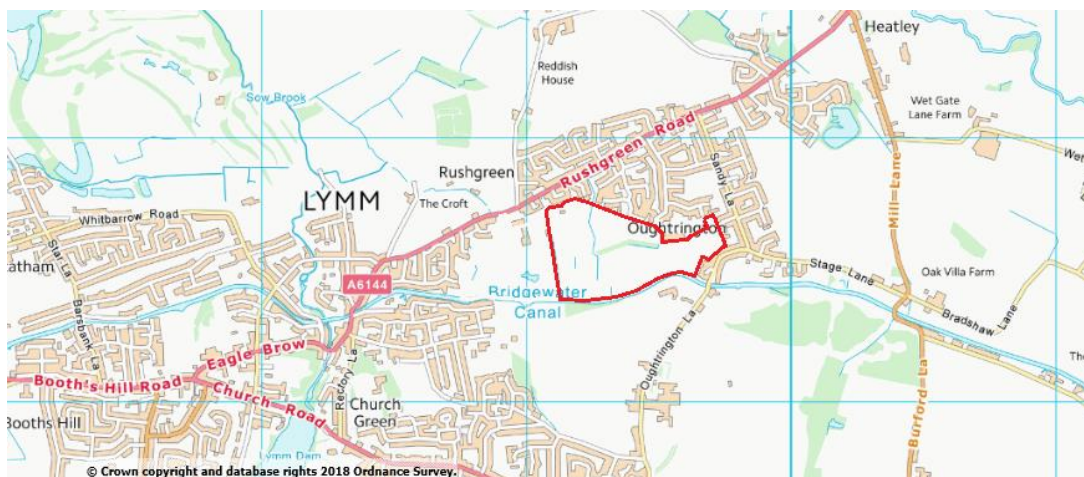 Heatley
Reddish
House
Sow Brook
Wet Gate
Lane Farm
Rushgreen Road
Rushgreen
Sandy La
Mill Lane
LYMM
The Croft
Whitbarrow Road
Oughtrington
Star La
atham
A6144
Stage Lane
Oak Villa Farm
Bridgewater
Canal
Barsbank La
Bradshaw Lane
Eagle Brow
Oughtrington La
Booth's Hill Road
Rectory La
Church Road
Church
Green
Burford La
Booths Hill
Lymm Dam
© Crown copyright and database rights 2018 Ordnance Survey.